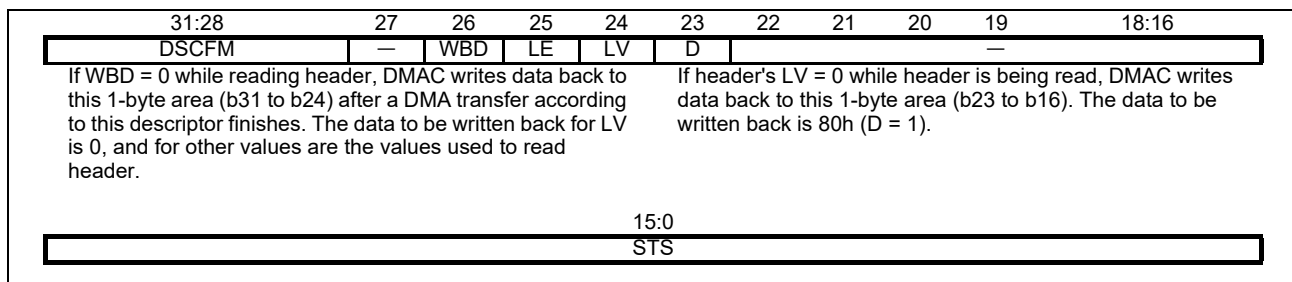 31:28 27 26 25 24 23 22 21 20 19 18:16
DSCFM — WBD LE LV D —
If WBD = 0 while reading header, DMAC writes data back to
this 1-byte area (b31 to b24) after a DMA transfer according
to this descriptor finishes. The data to be written back for LV
is 0, and for other values are the values used to read
header.
If header's LV = 0 while header is being read, DMAC writes
data back to this 1-byte area (b23 to b16). The data to be
written back is 80h (D = 1).
15:0
STS